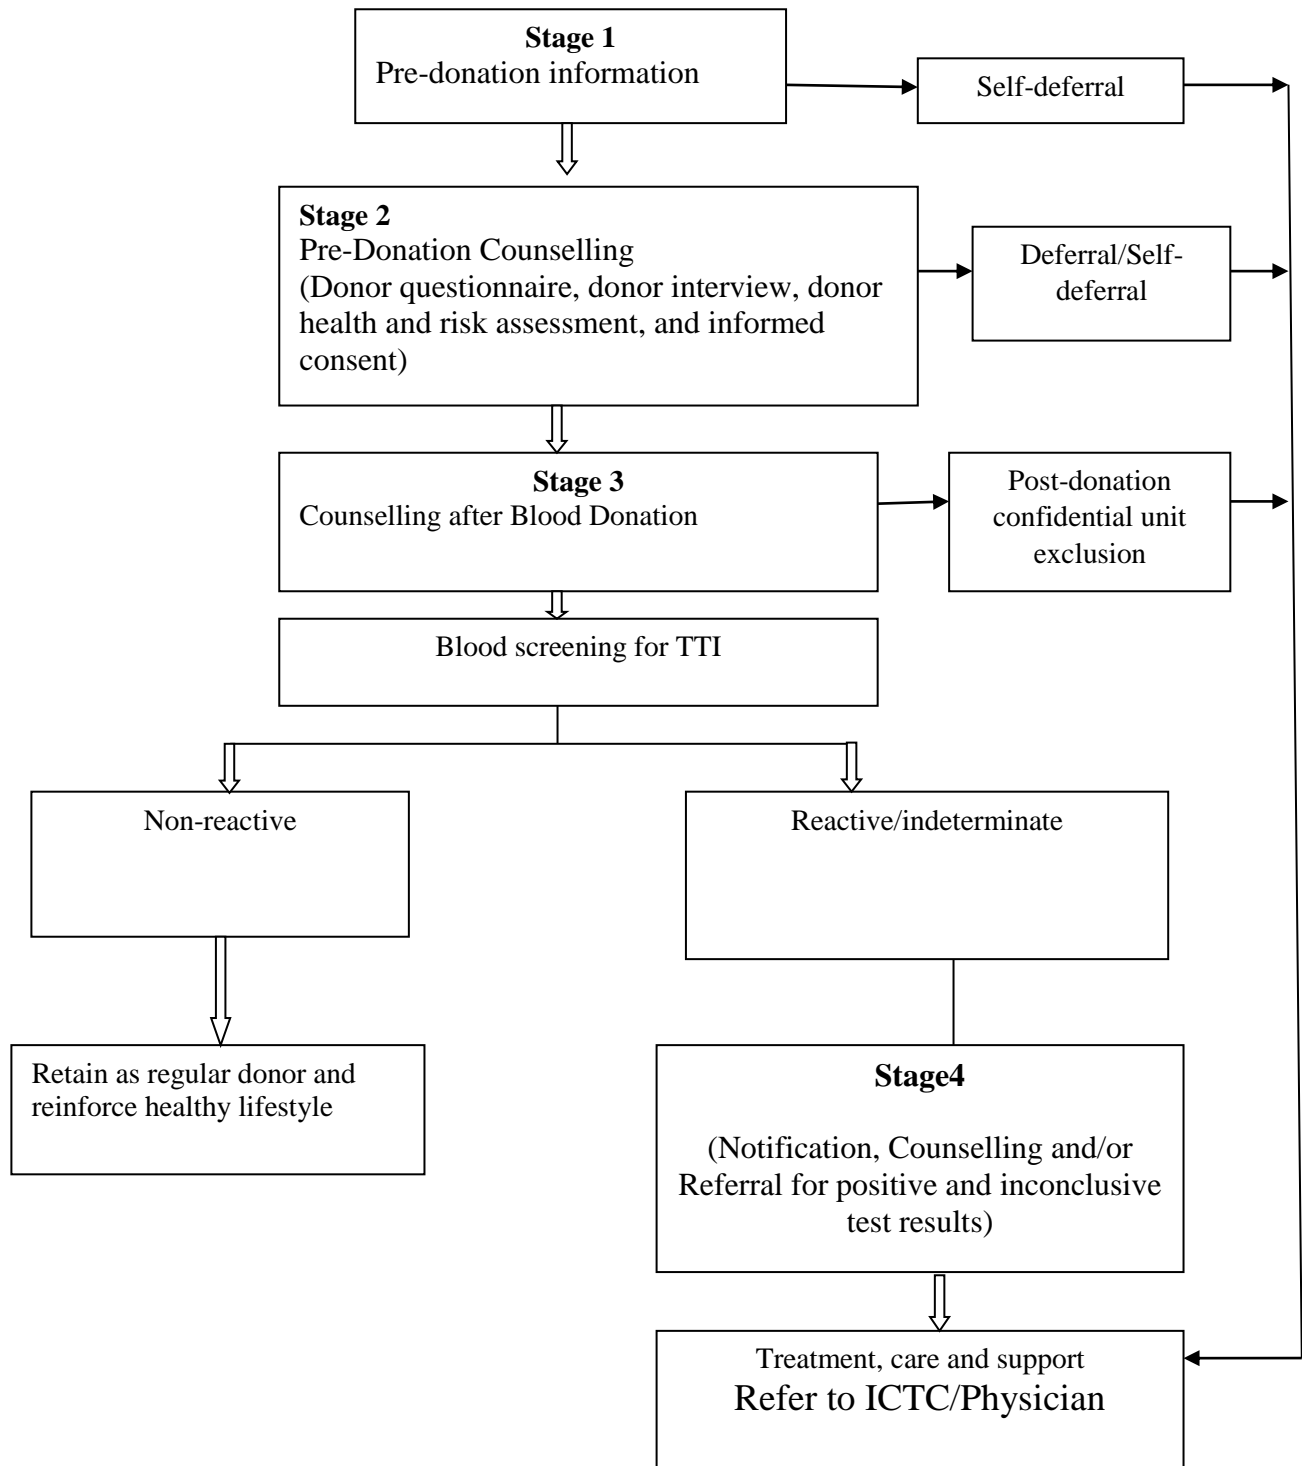 Stage 1
Pre-donation information
Self-deferral
Stage 2
Pre-Donation Counselling
(Donor questionnaire, donor interview, donor
health and risk assessment, and informed
consent)
Deferral/Self-
deferral
Stage 3
Counselling after Blood Donation
Post-donation
confidential unit
exclusion
Blood screening for TTI
Non-reactive
Reactive/indeterminate
Retain as regular donor and
reinforce healthy lifestyle
Stage4
(Notification, Counselling and/or
Referral for positive and inconclusive
test results)
Treatment, care and support
Refer to ICTC/Physician